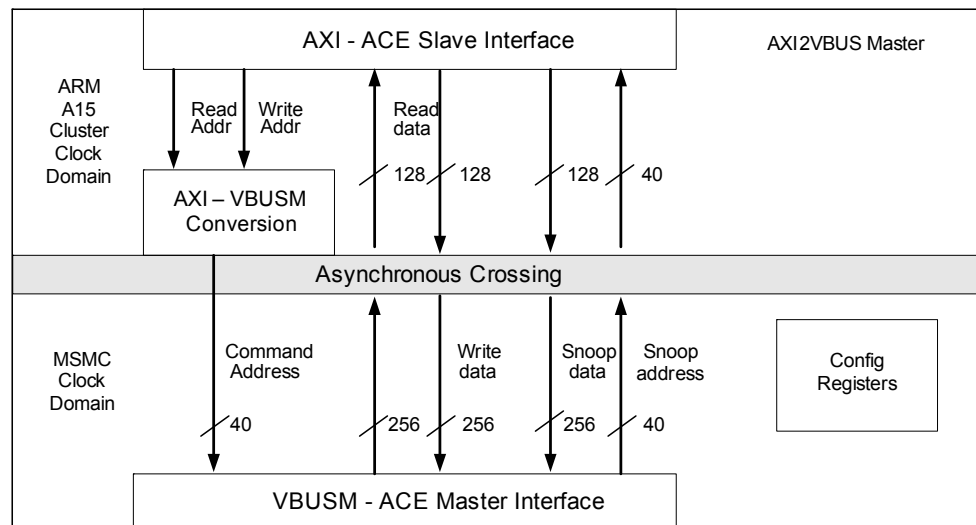 AXI - ACE Slave Interface
AXI2VBUS Master
ARM
A15
Cluster
Clock
Domain
Read
Addr
Write
Addr
Read
data
128
128
128
40
AXI – VBUSM
Conversion
Asynchronous Crossing
MSMC
Clock
Domain
Command
Address
Write
data
Snoop
data
Snoop
address
Config
Registers
40
256
256
256
40
VBUSM - ACE Master Interface